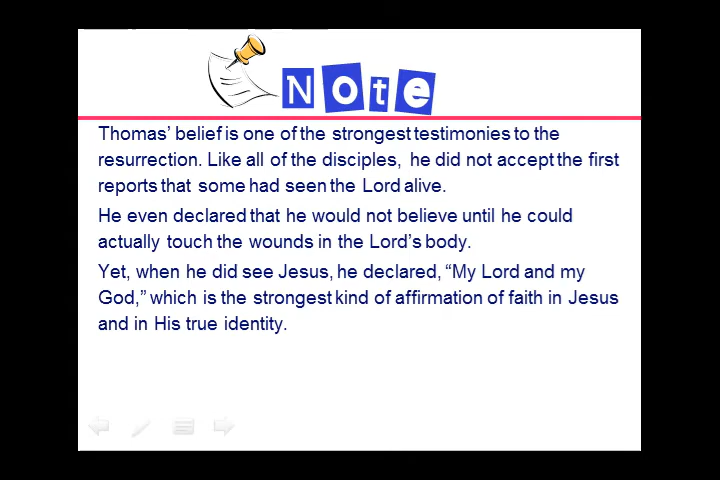 Note
Thomas’ belief is one of the strongest testimonies to the
resurrection. Like all of the disciples, he did not accept the first
reports that some had seen the Lord alive.
He even declared that he would not believe until he could
actually touch the wounds in the Lord’s body.
Yet, when he did see Jesus, he declared, “My Lord and my
God,” which is the strongest kind of affirmation of faith in Jesus
and in His true identity.